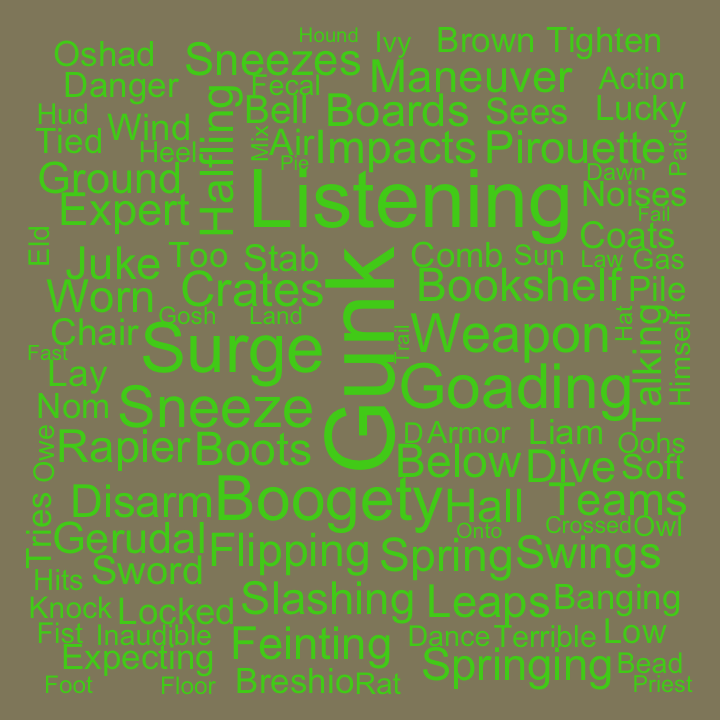 Hound
Ivy
Brown
Tighten
Oshad
Sneezes
Danger
Fecal
Maneuver
Action
Hud
Bell
Boards
Sees
Lucky
Tied
Wind
Halfling
Mix
Air
Impacts
Pirouette
Paid
Heel
Pie
Ground
Listening
Dawn
Noises
Expert
Fail
Eld
Coats
Juke
Too
Stab
Comb
Sun
Law
Gas
Worn
Crates
Gunk
Bookshelf
Pile
Gosh
Land
Hat
Chair
Surge
Trail
Weapon
Talking
Himself
Fast
Lay
Goading
Nom
Sneeze
D
Armor
Liam
Oohs
Owe
Rapier
Boots
Below
Dive
Soft
Tries
Disarm
Boogety
Hall
Teams
Gerudal
Flipping
Onto
Crossed
Owl
Spring
Swings
Hits
Sword
Knock
Locked
Slashing
Leaps
Banging
Fist
Inaudible
Feinting
Dance
Terrible
Low
Expecting
Springing
Bead
Foot
Floor
Breshio
Rat
Priest